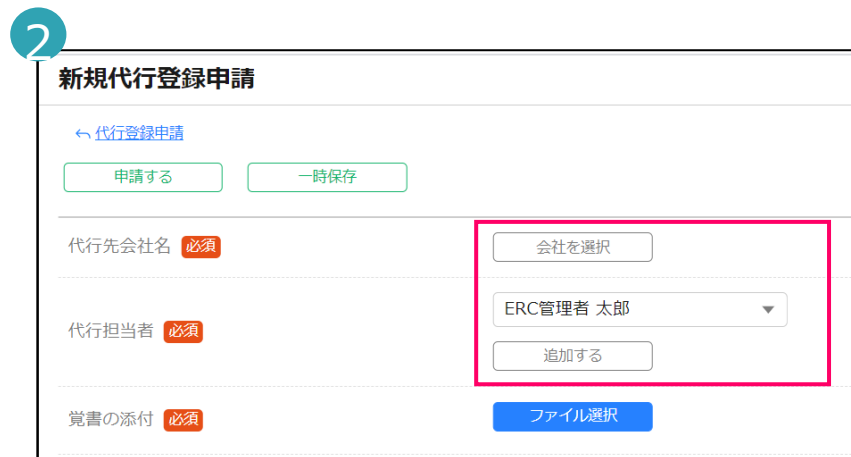 2
新規代行登録申請
代行登録申請
申請する 一時保存
代行先会社名 必須 会社を選択
代行担当者 必須 ERC管理者 太郎
追加する
覚書の添付 必須 ファイル選択